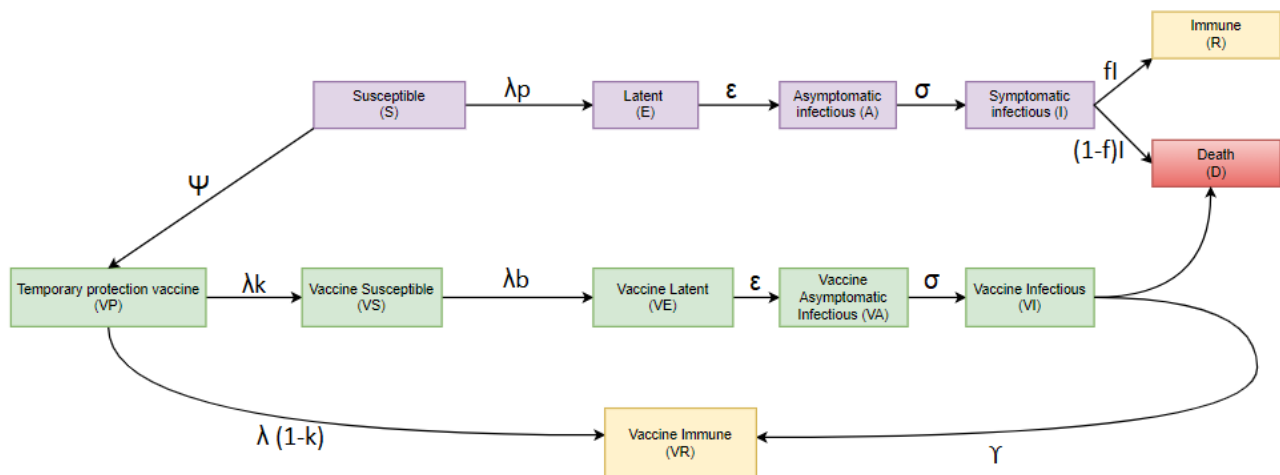 Immune
(R)
fI
Susceptible
(S)
λp
Latent
(E)
ε
Asymptomatic
infectious (A)
σ
Symptomatic
infectious (I)
(1-f)I
Death
(D)
Ψ
Temporary protection vaccine
(VP)
λk
Vaccine Susceptible
(VS)
λb
Vaccine Latent
(VE)
ε
Vaccine
Asymptomatic
Infectious (VA)
σ
Vaccine Infectious
(VI)
λ (1-k)
Vaccine Immune
(VR)
ϒ